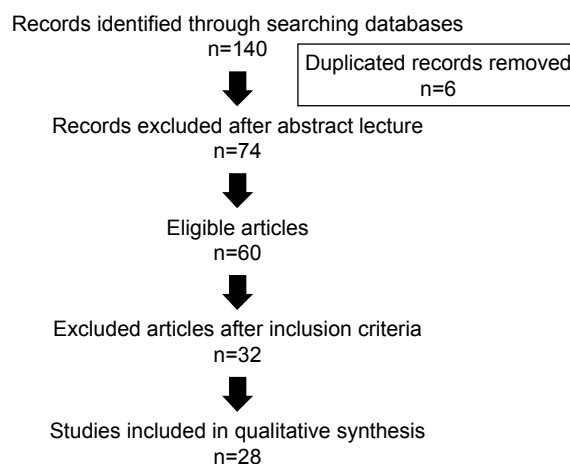 Records identified through searching databases
n=140
Duplicated records removed
n=6
Records excluded after abstract lecture
n=74
Eligible articles
n=60
Excluded articles after inclusion criteria
n=32
Studies included in qualitative synthesis
n=28